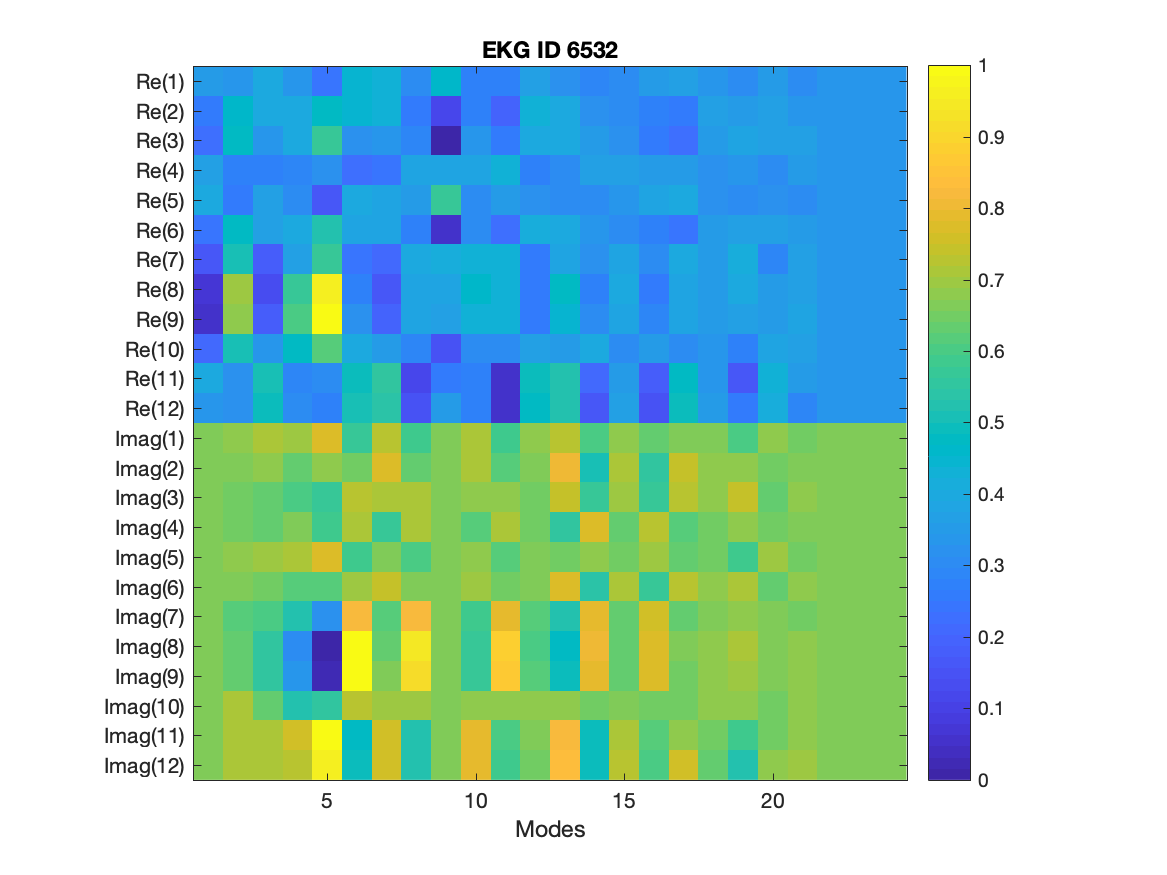 EKG ID 6532
Re(1)
Re(2)
Re(3)
Re(4)
Re(5)
Re(6)
Re(7)
Re(8)
Re(9)
Re(10)
Re(11)
Re(12)
Imag(1)
Imag(2)
Imag(3)
Imag(4)
Imag(5)
Imag(6)
Imag(7)
Imag(8)
Imag(9)
Imag(10)
Imag(11)
Imag(12)
5 10 15 20
Modes
1
0.9
0.8
0.7
0.6
0.5
0.4
0.3
0.2
0.1
0